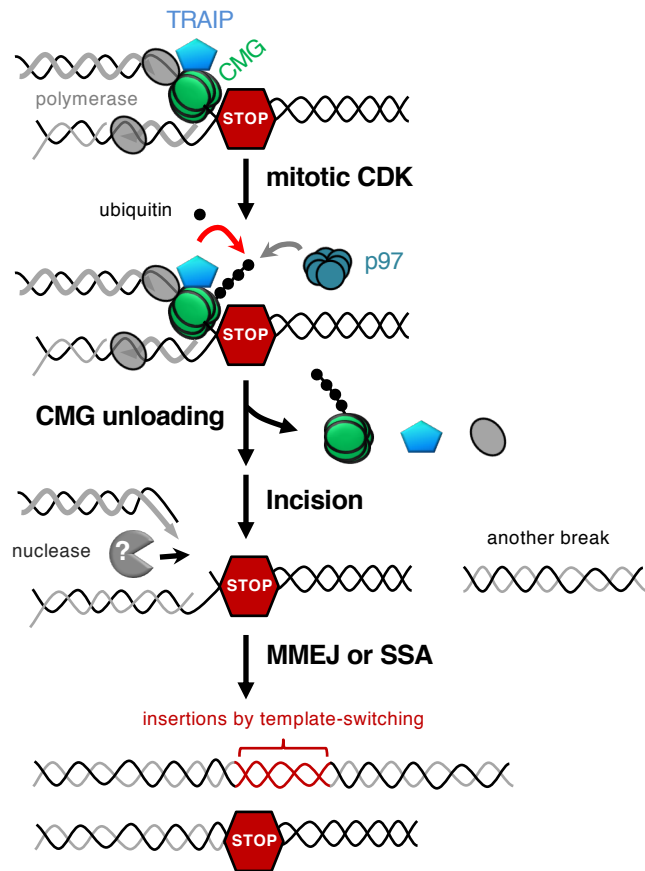 TRAIP
CMG
polymerase
STOP
mitotic CDK
ubiquitin
p97
STOP
CMG unloading
Incision
nuclease
?
another break
STOP
MMEJ or SSA
insertions by template-switching
STOP